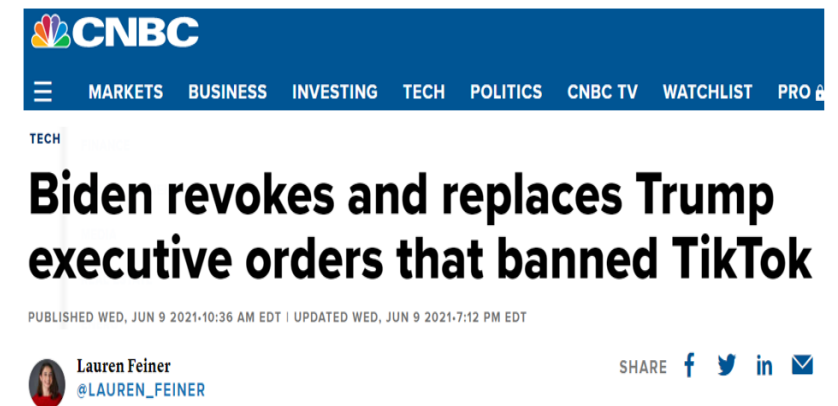 CNBC
MARKETS BUSINESS INVESTING TECH POLITICS CNBC TV WATCHLIST PRO
TECH
Biden revokes and replaces Trump
executive orders that banned TikTok
PUBLISHED WED, JUN 9 2021•10:36 AM EDT | UPDATED WED, JUN 9 2021•7:12 PM EDT
Lauren Feiner
@LAUREN_FEINER
SHARE f in